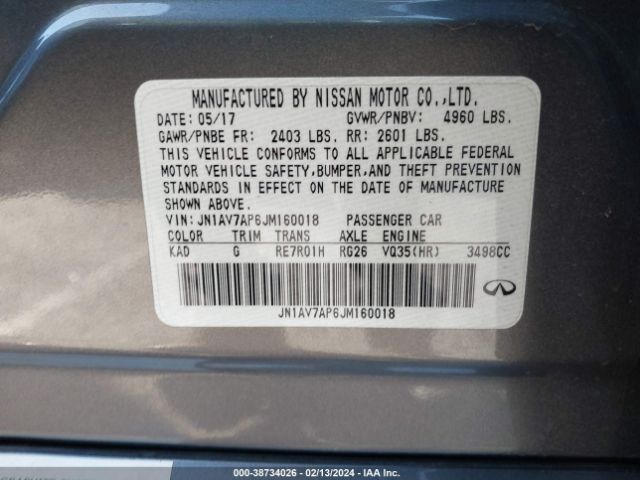 MANUFACTURED BY NISSAN MOTOR CO.,LTD.
DATE: 05/17 GVWR/PNBV: 4960 LBS.
GAWR/PNBE FR: 2403 LBS. RR: 2601 LBS.
THIS VEHICLE CONFORMS TO ALL APPLICABLE FEDERAL
MOTOR VEHICLE SAFETY,BUMPER,AND THEFT PREVENTION
STANDARDS IN EFFECT ON THE DATE OF MANUFACTURE
SHOWN ABOVE.
VIN: JN1AV7AP6JM160018 PASSENGER CAR
COLOR TRIM TRANS AXLE ENGINE
KAD G RE7R01H RG26 VQ35(HR) 3498CC
JN1AV7AP6JM160018
000-38734026 - 02/13/2024 - IAA Inc.